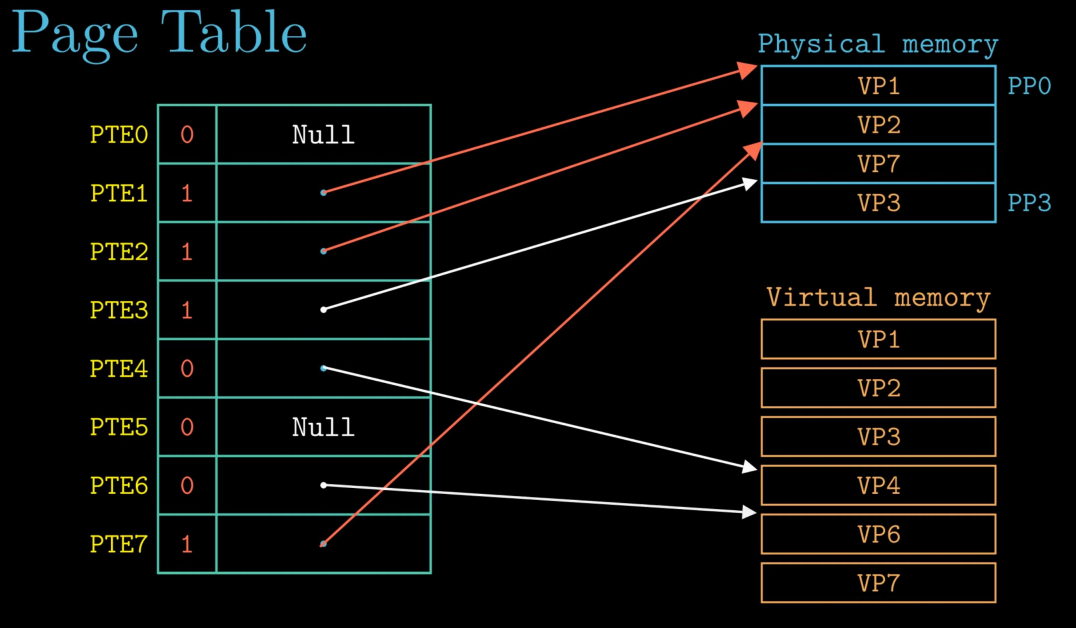 Page Table
PTE0 0 Null
PTE1 1
PTE2 1
PTE3 1
PTE4 0
PTE5 0 Null
PTE6 0
PTE7 1
Physical memory
VP1 PP0
VP2
VP7
VP3 PP3
Virtual memory
VP1
VP2
VP3
VP4
VP6
VP7